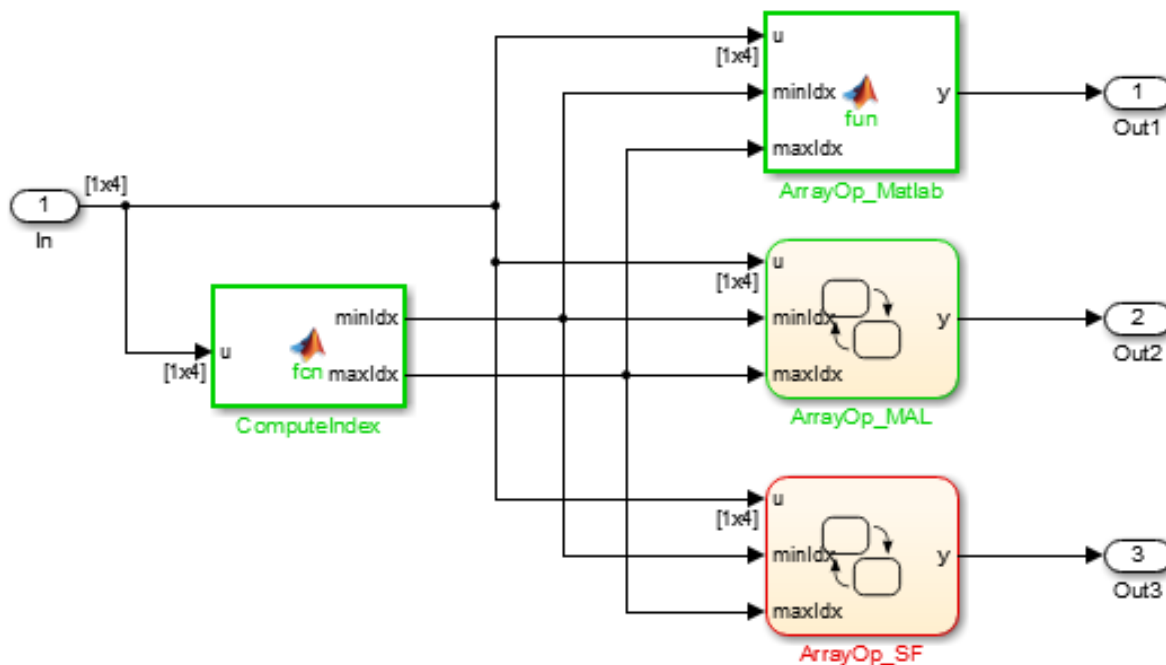 u
[1x4]
minIdx
fun
y
maxIdx
ArrayOp_Matlab
1
Out1
1
[1x4]
In
u
[1x4]
minIdx
y
maxIdx
ArrayOp_MAL
2
Out2
u
[1x4]
fcn
minIdx
maxIdx
ComputeIndex
u
[1x4]
minIdx
y
maxIdx
ArrayOp_SF
3
Out3